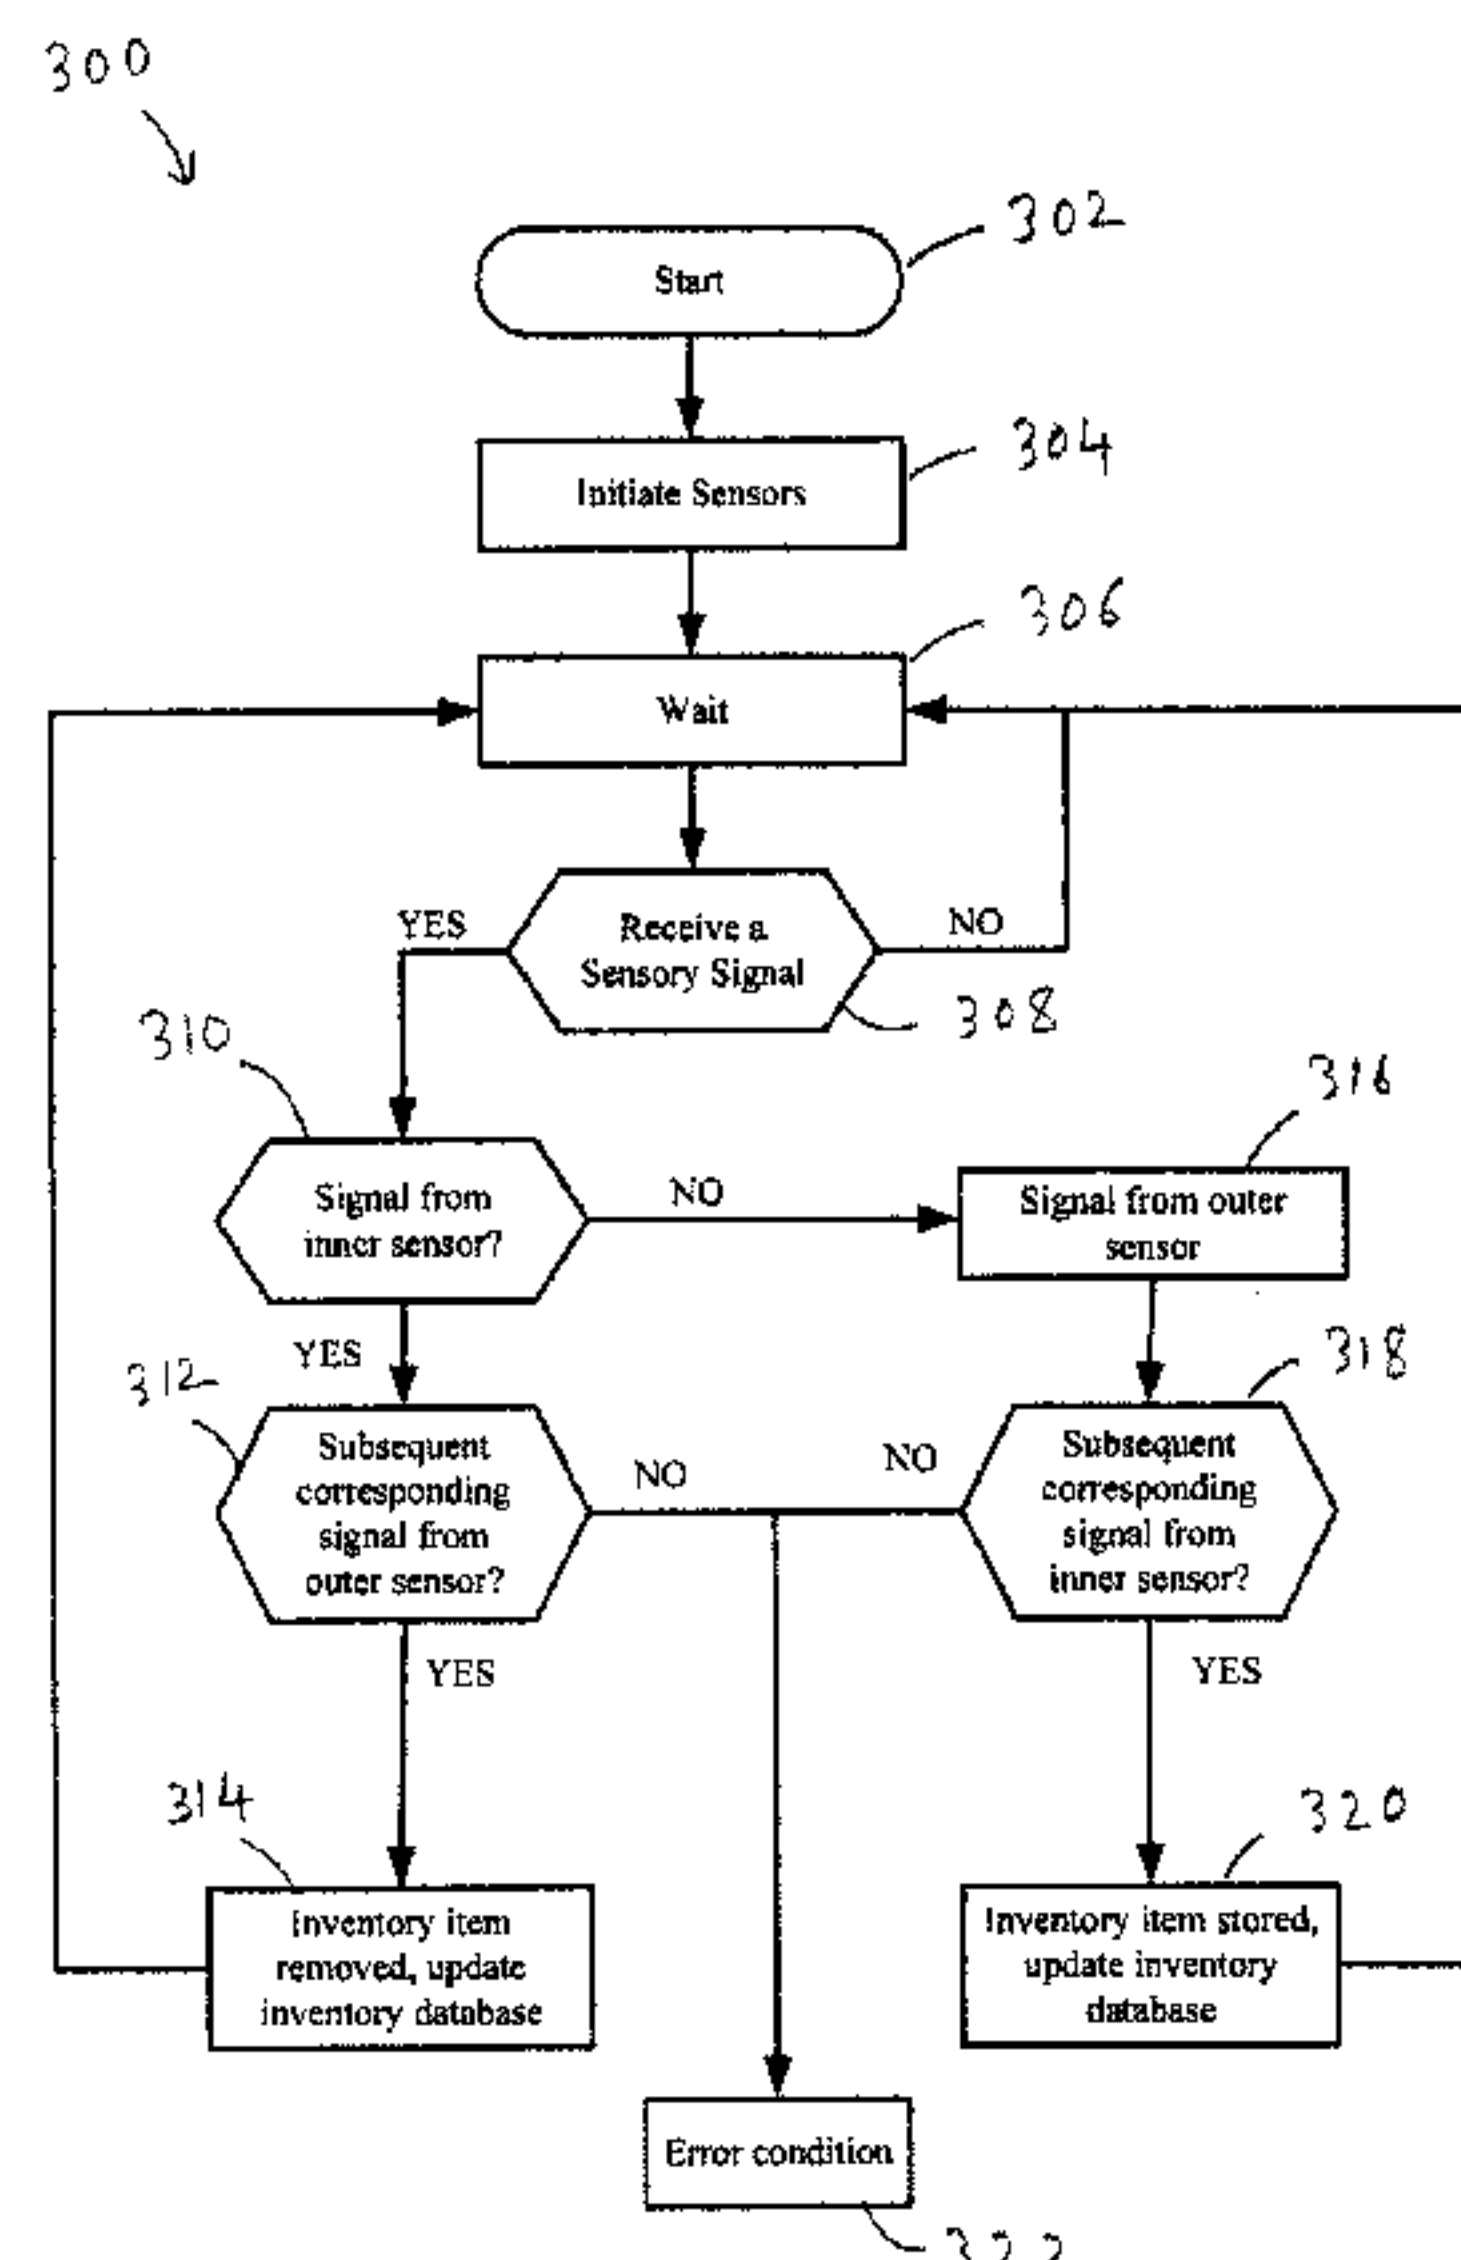 300
302
Start
304
Initiate Sensors
306
Wait
YES
Receive a
Sensory Signal
NO
308
310
316
Signal from
inner sensor?
NO
Signal from outer
sensor
YES
312
318
Subsequent
corresponding
signal from
outer sensor?
NO
NO
Subsequent
corresponding
signal from
inner sensor?
YES
YES
314
320
Inventory item
removed, update
inventory database
Inventory item stored,
update inventory
database
Error condition